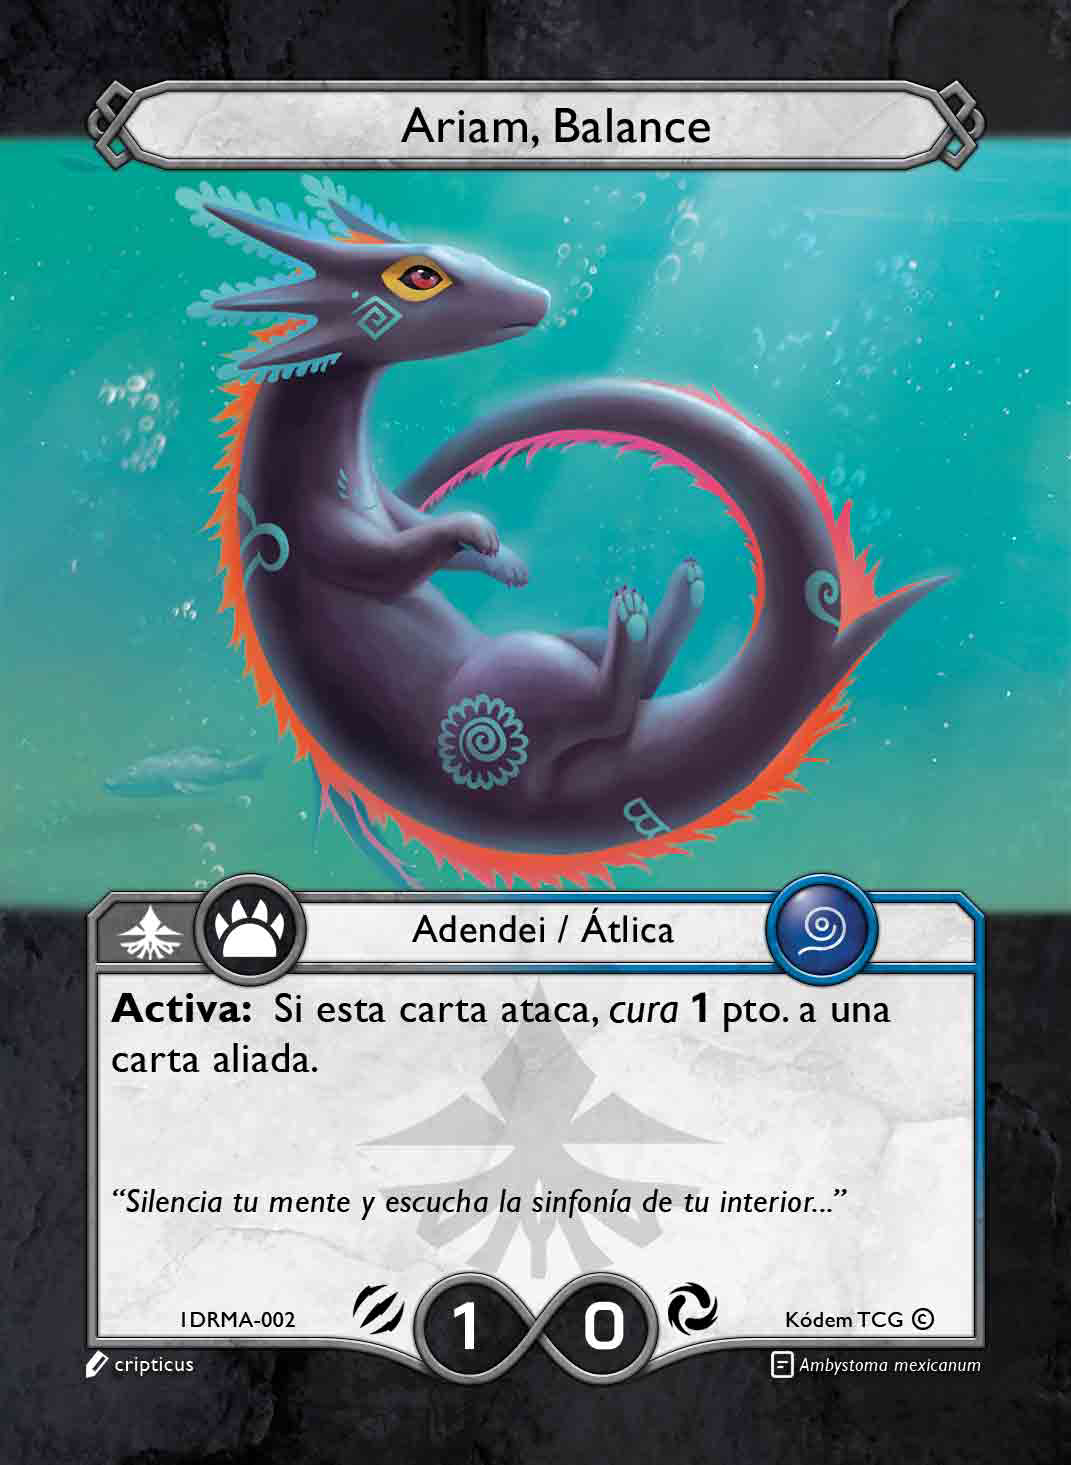 Ariam, Balance
Adendei / Átlica
Activa: Si esta carta ataca, cura 1 pto. a una
carta aliada.
“Silencia tu mente y escucha la sinfonía de tu interior...”
1DRMA-002
1
0
Kódem TCG ©
cripticus
Ambystoma mexicanum